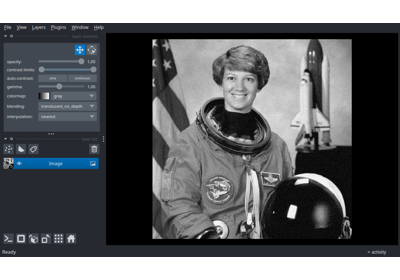 File View Layers Plugins Window Help
opacity: 1.00
contrast limits:
auto-contrast: once continuous
gamma: 1.00
colormap: gray
blending: translucent_no_depth
interpolation: nearest
Image
Ready activity